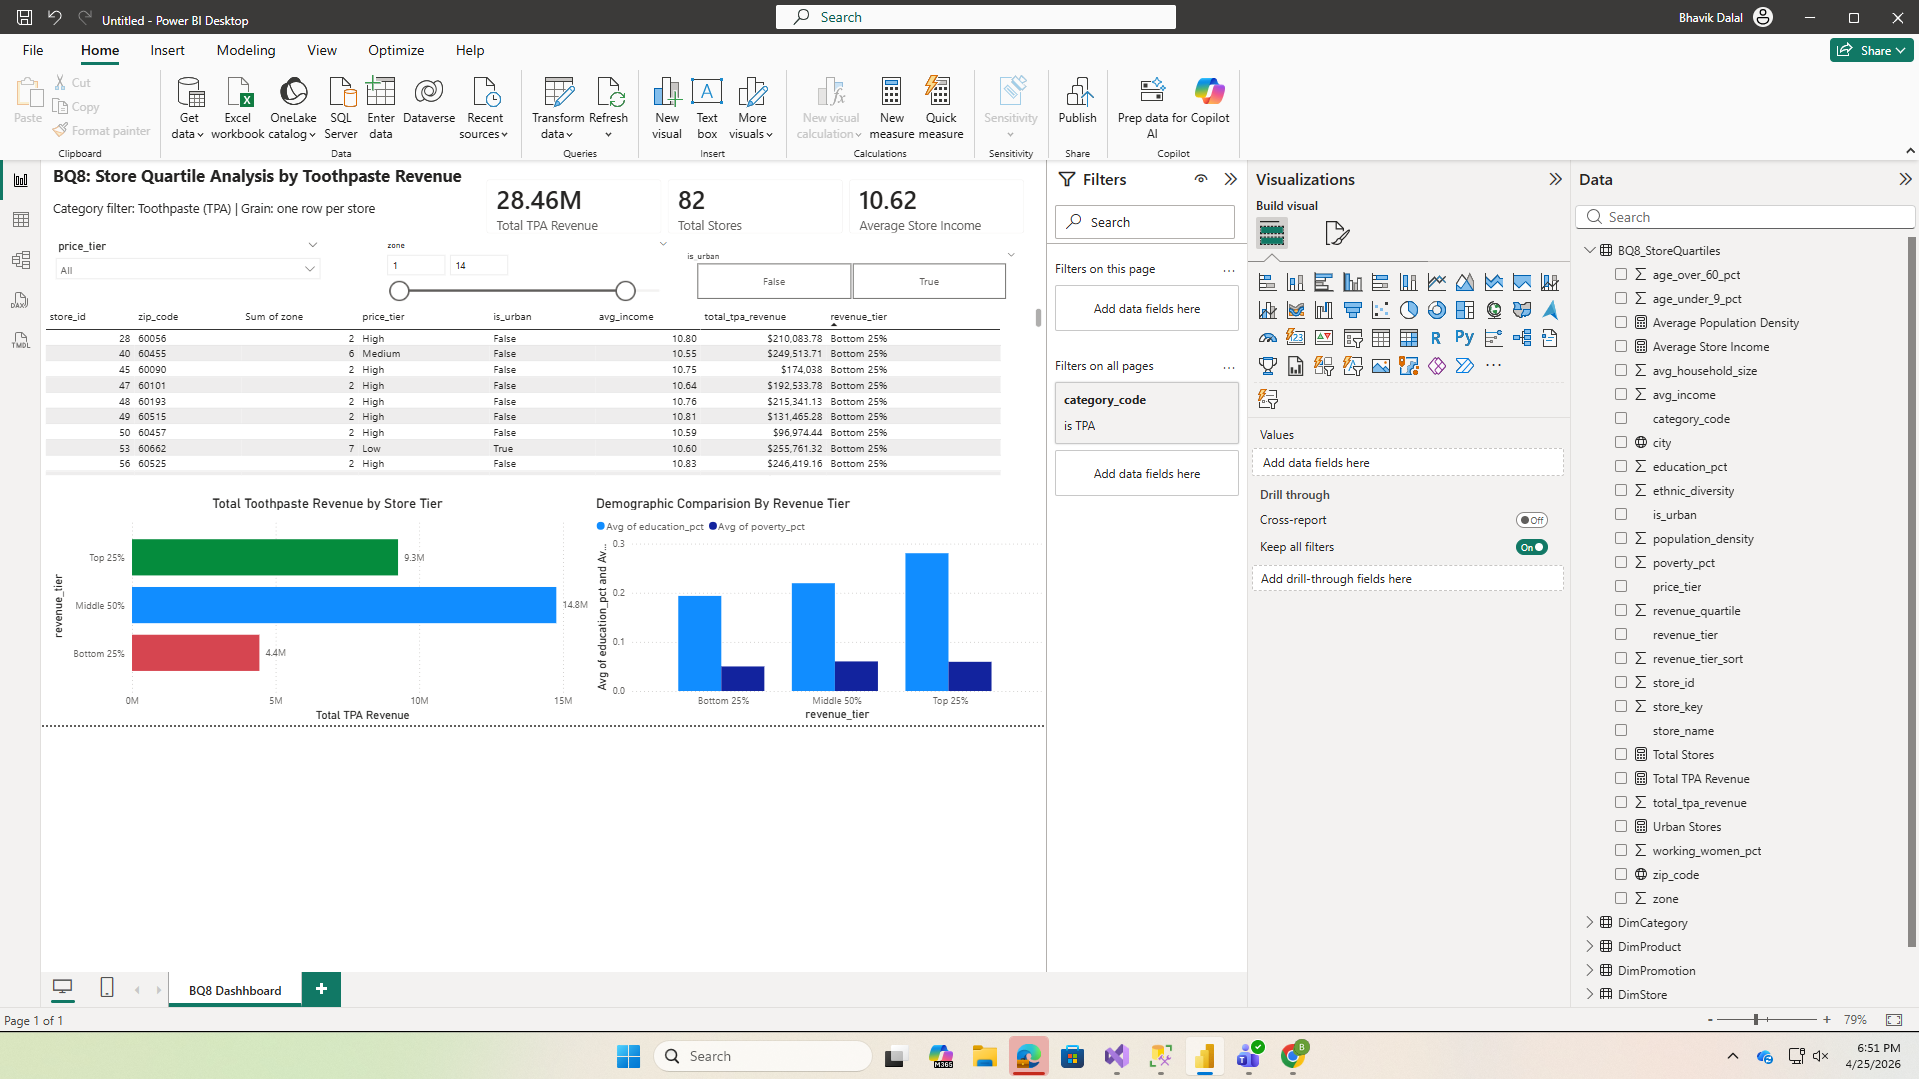 Untitled - Power BI Desktop
Search
Bhavik Dalal
File
Home
Insert
Modeling
View
Optimize
Help
Share
Paste
Cut
Copy
Format painter
Clipboard
Get data
Excel workbook
OneLake catalog
SQL Server
Enter data
Dataverse
Recent sources
Data
Transform data
Refresh
Queries
New visual
Text box
More visuals
Insert
New visual calculation
New measure
Quick measure
Calculations
Sensitivity
Sensitivity
Publish
Share
Prep data for AI
Copilot
Copilot
BQ8: Store Quartile Analysis by Toothpaste Revenue
Category filter: Toothpaste (TPA) | Grain: one row per store
28.46M
Total TPA Revenue
82
Total Stores
10.62
Average Store Income
price_tier
All
zone
1
14
is_urban
False
True
store_id zip_code Sum of zone price_tier is_urban avg_income total_tpa_revenue revenue_tier
28 60056 2 High False 10.80 $210,083.78 Bottom 25%
40 60455 6 Medium False 10.55 $249,513.71 Bottom 25%
45 60090 2 High False 10.75 $174,038 Bottom 25%
47 60101 2 High False 10.64 $192,533.78 Bottom 25%
48 60193 2 High False 10.76 $215,341.13 Bottom 25%
49 60515 2 High False 10.81 $131,465.28 Bottom 25%
50 60457 2 High False 10.59 $96,974.44 Bottom 25%
53 60662 7 Low True 10.60 $255,761.32 Bottom 25%
56 60525 2 High False 10.83 $246,419.16 Bottom 25%
Total Toothpaste Revenue by Store Tier
revenue_tier
Top 25%
9.3M
Middle 50%
14.8M
Bottom 25%
4.4M
0M
5M
10M
15M
Total TPA Revenue
Demographic Comparision By Revenue Tier
Avg of education_pct
Avg of poverty_pct
Avg of education_pct and Av...
0.3
0.2
0.1
0.0
Bottom 25%
Middle 50%
Top 25%
revenue_tier
Filters
Search
Filters on this page
...
Add data fields here
Filters on all pages
...
category_code
is TPA
Add data fields here
Visualizations
Build visual
R
Py
...
Values
Add data fields here
Drill through
Cross-report
Off
Keep all filters
On
Add drill-through fields here
Data
Search
BQ8_StoreQuartiles
age_over_60_pct
age_under_9_pct
Average Population Density
Average Store Income
avg_household_size
avg_income
category_code
city
education_pct
ethnic_diversity
is_urban
population_density
poverty_pct
price_tier
revenue_quartile
revenue_tier
revenue_tier_sort
store_id
store_key
store_name
Total Stores
Total TPA Revenue
total_tpa_revenue
Urban Stores
working_women_pct
zip_code
zone
DimCategory
DimProduct
DimPromotion
DimStore
DAX
TMDL
BQ8 Dashhboard
+
Page 1 of 1
- + 79%
Search
M365
B
6:51 PM
4/25/2026